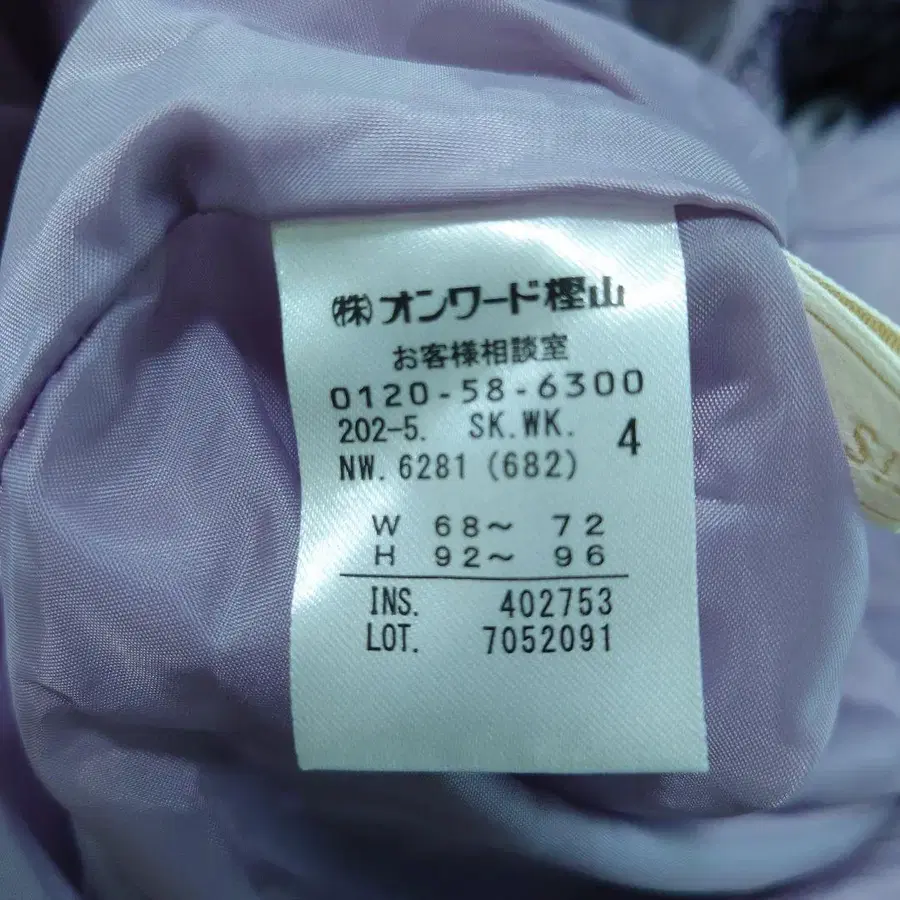 ㈱オンワード樫山
お客様相談室
0120-58-6300
202-5. SK.WK. 4
NW. 6281 (682)
W 68～ 72
H 92～ 96
INS. 402753
LOT. 7052091